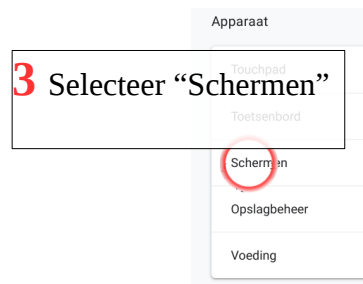 Apparaat
Touchpad
3 Selecteer “Schermen”
Toetsenbord
Schermen
Opslagbeheer
Voeding